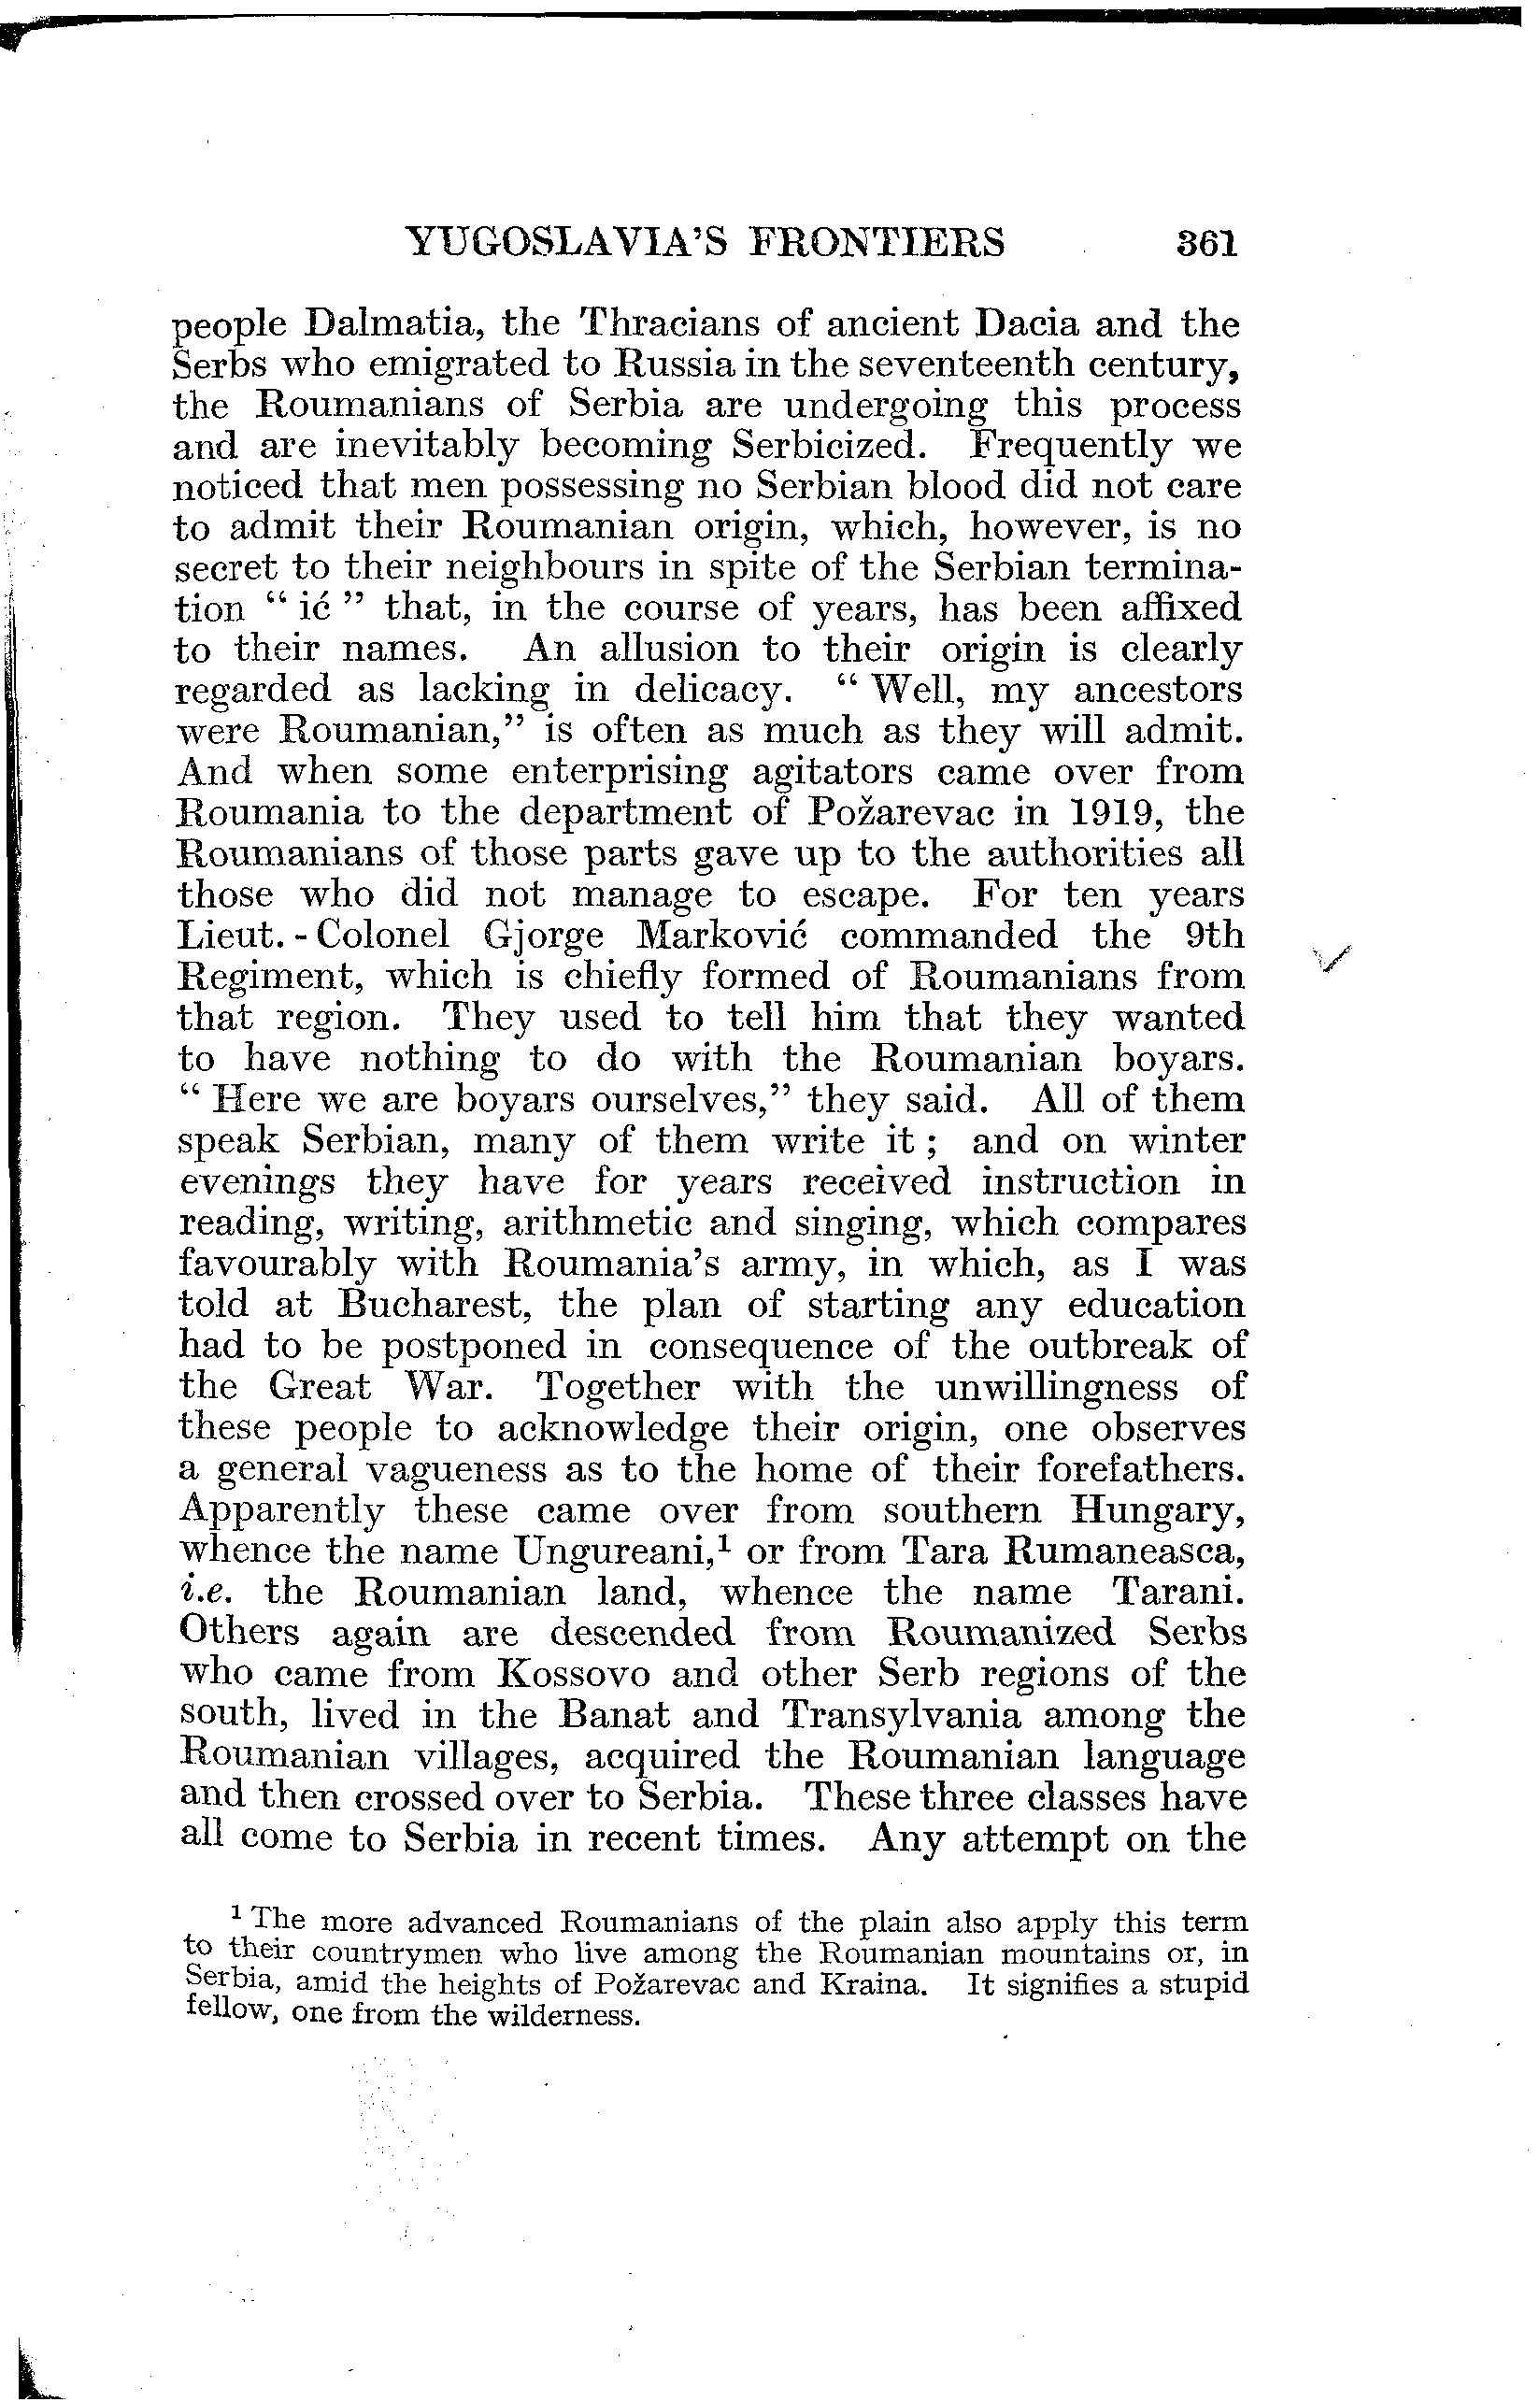 YUGOSLAVIA'S FRONTIERS 361
people Dalmatia, the Thracians of ancient Dacia and the
Serbs who emigrated to Russia in the seventeenth century,
the Roumanians of Serbia are undergoing this process
and are inevitably becoming Serbicized. Frequently we
noticed that men possessing no Serbian blood did not care
to admit their Roumanian origin, which, however, is no
secret to their neighbours in spite of the Serbian termina-
tion " ić " that, in the course of years, has been affixed
to their names. An allusion to their origin is clearly
regarded as lacking in delicacy. " Well, my ancestors
were Roumanian," is often as much as they will admit.
And when some enterprising agitators came over from
Roumania to the department of Požarevac in 1919, the
Roumanians of those parts gave up to the authorities all
those who did not manage to escape. For ten years
Lieut. - Colonel Gjorge Marković commanded the 9th
Regiment, which is chiefly formed of Roumanians from
that region. They used to tell him that they wanted
to have nothing to do with the Roumanian boyars.
" Here we are boyars ourselves," they said. All of them
speak Serbian, many of them write it ; and on winter
evenings they have for years received instruction in
reading, writing, arithmetic and singing, which compares
favourably with Roumania's army, in which, as I was
told at Bucharest, the plan of starting any education
had to be postponed in consequence of the outbreak of
the Great War. Together with the unwillingness of
these people to acknowledge their origin, one observes
a general vagueness as to the home of their forefathers.
Apparently these came over from southern Hungary,
whence the name Ungureani,¹ or from Tara Rumaneasca,
i.e. the Roumanian land, whence the name Tarani.
Others again are descended from Roumanized Serbs
who came from Kossovo and other Serb regions of the
south, lived in the Banat and Transylvania among the
Roumanian villages, acquired the Roumanian language
and then crossed over to Serbia. These three classes have
all come to Serbia in recent times. Any attempt on the
¹ The more advanced Roumanians of the plain also apply this term
to their countrymen who live among the Roumanian mountains or, in
Serbia, amid the heights of Požarevac and Kraina. It signifies a stupid
fellow, one from the wilderness.